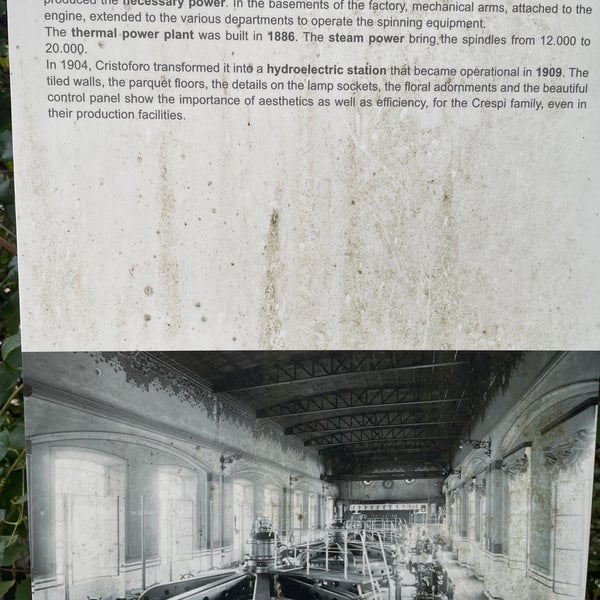 produced the necessary power. In the basements of the factory, mechanical arms, attached to the
engine, extended to the various departments to operate the spinning equipment.
The thermal power plant was built in 1886. The steam power bring the spindles from 12.000 to
20.000.
In 1904, Cristoforo transformed it into a hydroelectric station that became operational in 1909. The
tiled walls, the parquet floors, the details on the lamp sockets, the floral adornments and the beautiful
control panel show the importance of aesthetics as well as efficiency, for the Crespi family, even in
their production facilities.